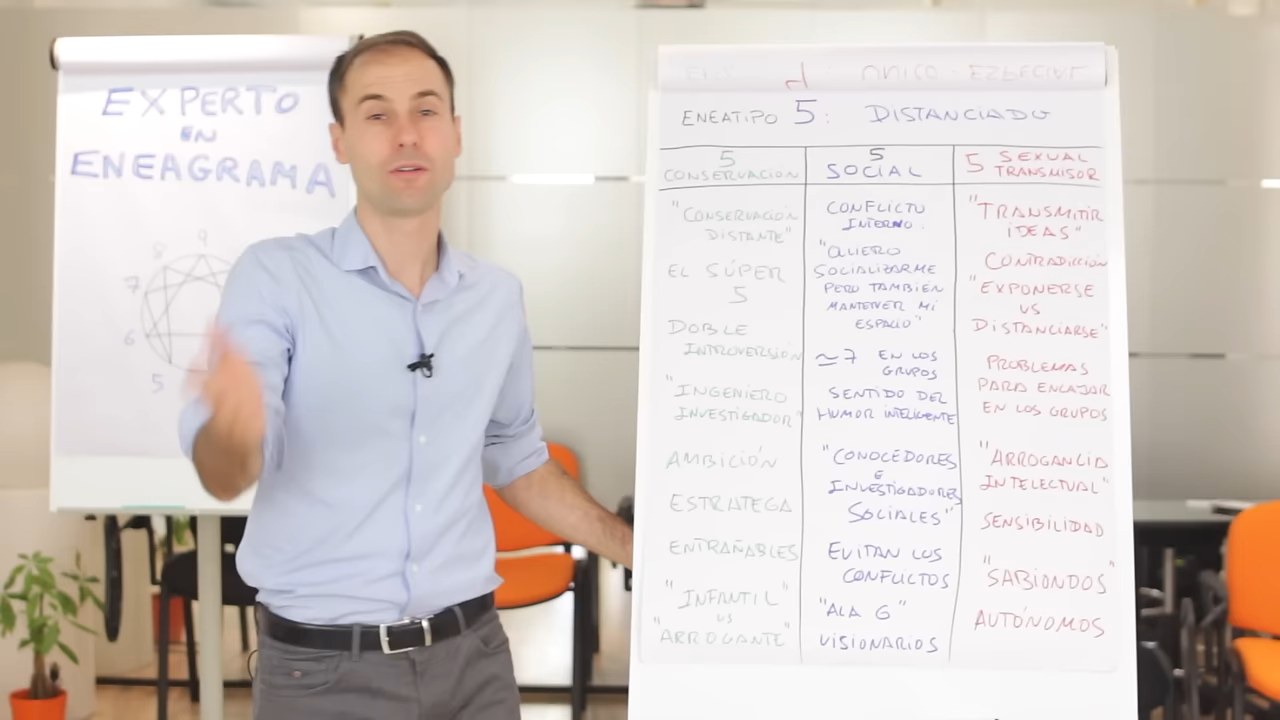 EXPERTO
EN
ENEAGRAMA
9
8
7
6
5
ENEATIPO 5: DISTANCIADO
5
CONSERVACIÓN
"CONSERVACIÓN
DISTANTE"
EL SÚPER
5
DOBLE
INTROVERSIÓN
"INGENIERO
INVESTIGADOR"
AMBICIÓN
ESTRATEGA
ENTRAÑABLES
"INFANTIL"
VS
"ARROGANTE"
5
SOCIAL
CONFLICTO
INTERNO.
"QUIERO
SOCIALIZARME
PERO TAMBIÉN
MANTENER MI
ESPACIO"
≃7 EN LOS
GRUPOS
SENTIDO DEL
HUMOR INTELIGENTE
"CONOCEDORES
E
INVESTIGADORES
SOCIALES"
EVITAN LOS
CONFLICTOS
"ALA 6"
VISIONARIOS
5 SEXUAL
TRANSMISOR
"TRANSMITIR
IDEAS"
CONTRADICCIÓN
"EXPONERSE
VS
DISTANCIARSE"
PROBLEMAS
PARA ENCAJAR
EN LOS GRUPOS
"ARROGANCIA
INTELECTUAL"
SENSIBILIDAD
"SABIONDOS"
AUTÓNOMOS